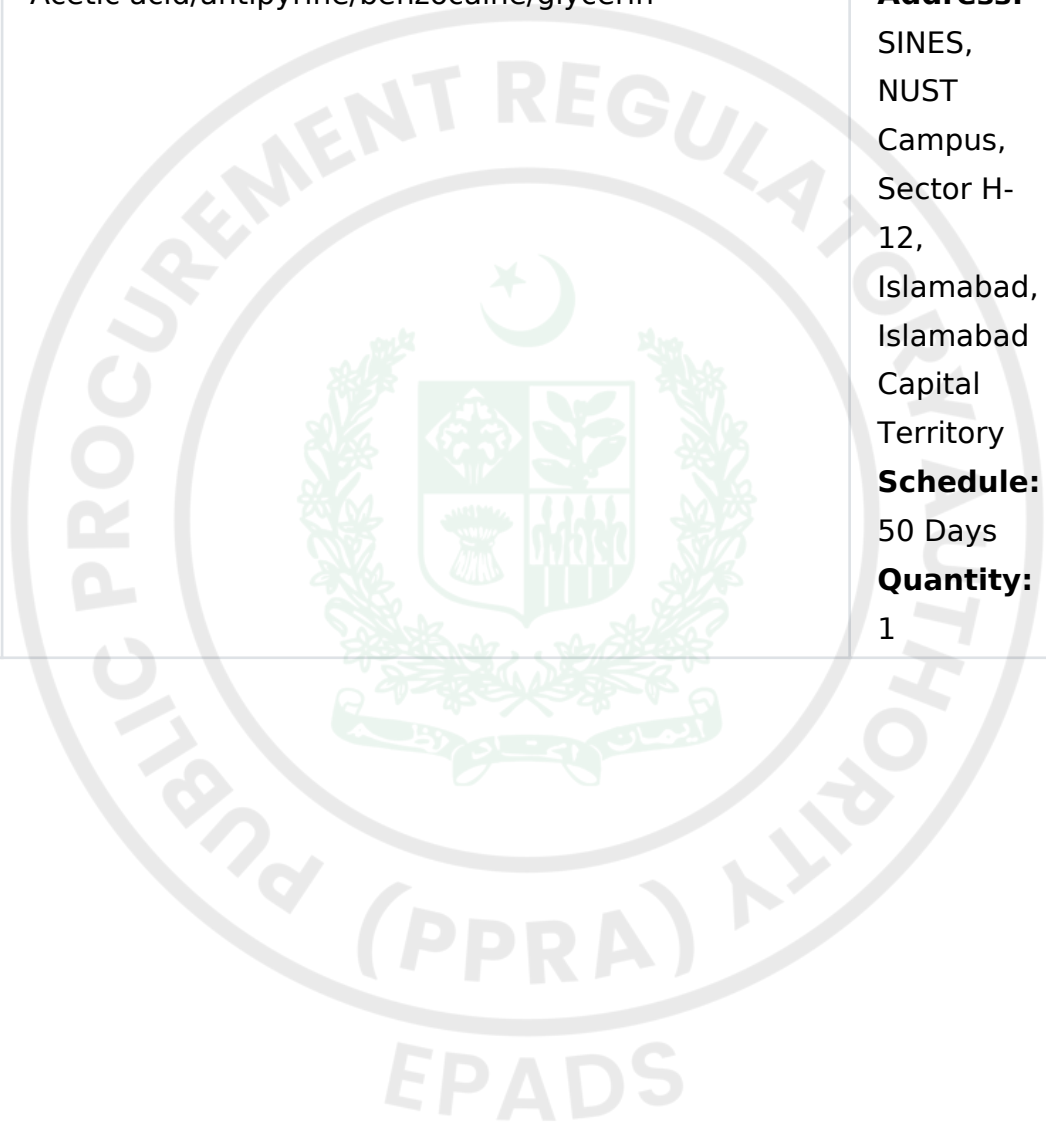 Acetic acid/antipyrine/benzocaine/glycerin
Address:
SINES,
NUST
Campus,
Sector H-
12,
Islamabad,
Islamabad
Capital
Territory
Schedule:
50 Days
Quantity:
1
PUBLIC PROCUREMENT REGULATORY AUTHORITY
(PPRA)
EPADS